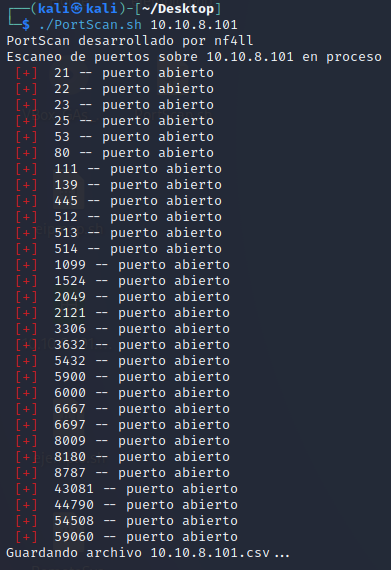 ┌──(kali㉿kali)-[~/Desktop]
└─$ ./PortScan.sh 10.10.8.101
PortScan desarrollado por nf4ll
Escaneo de puertos sobre 10.10.8.101 en proceso
[+] 21 -- puerto abierto
[+] 22 -- puerto abierto
[+] 23 -- puerto abierto
[+] 25 -- puerto abierto
[+] 53 -- puerto abierto
[+] 80 -- puerto abierto
[+] 111 -- puerto abierto
[+] 139 -- puerto abierto
[+] 445 -- puerto abierto
[+] 512 -- puerto abierto
[+] 513 -- puerto abierto
[+] 514 -- puerto abierto
[+] 1099 -- puerto abierto
[+] 1524 -- puerto abierto
[+] 2049 -- puerto abierto
[+] 2121 -- puerto abierto
[+] 3306 -- puerto abierto
[+] 3632 -- puerto abierto
[+] 5432 -- puerto abierto
[+] 5900 -- puerto abierto
[+] 6000 -- puerto abierto
[+] 6667 -- puerto abierto
[+] 6697 -- puerto abierto
[+] 8009 -- puerto abierto
[+] 8180 -- puerto abierto
[+] 8787 -- puerto abierto
[+] 43081 -- puerto abierto
[+] 44790 -- puerto abierto
[+] 54508 -- puerto abierto
[+] 59060 -- puerto abierto
Guardando archivo 10.10.8.101.csv...